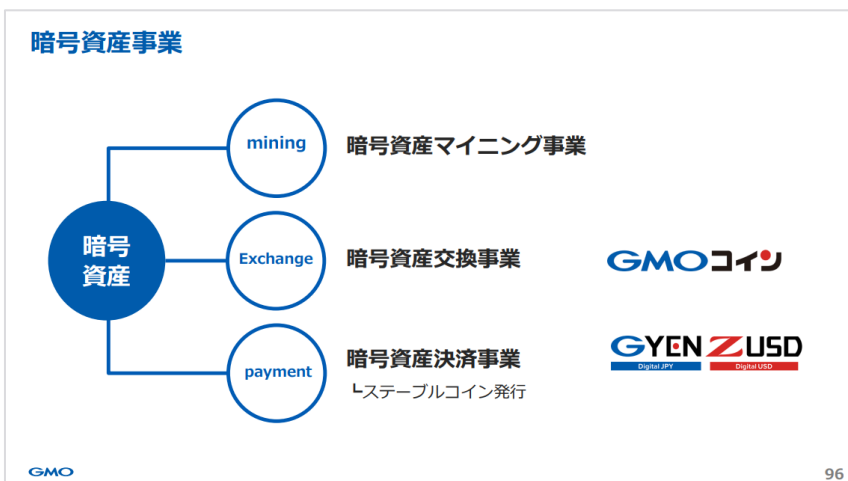 暗号資産事業
mining
暗号資産マイニング事業
暗号
資産
Exchange
暗号資産交換事業
GMOコイン
payment
暗号資産決済事業
┗ステーブルコイン発行
GYEN ZUSD
Digital JPY Digital USD
GMO
96